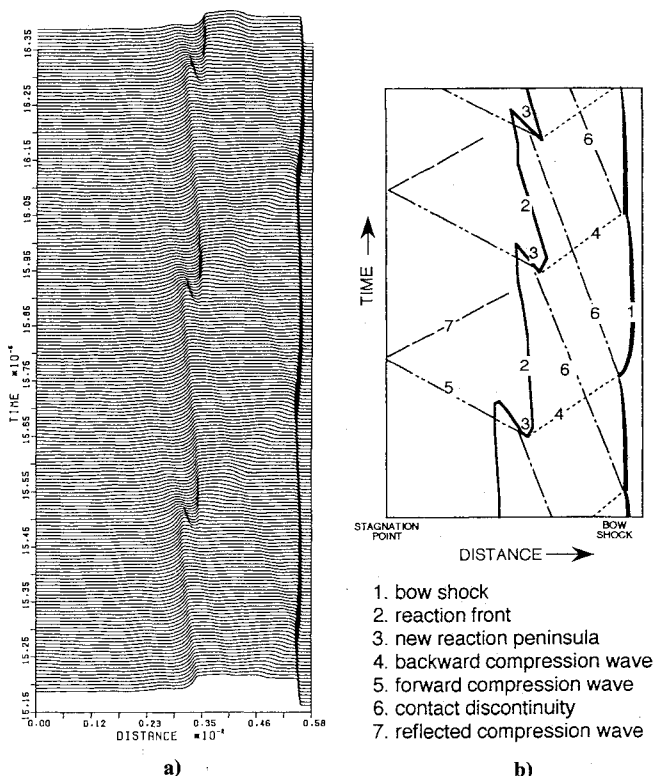 16.35
16.25
16.15
16.05
15.95
15.85
15.75
15.65
15.55
15.45
15.35
15.25
15.15
TIME *10⁻⁶
0.00 0.12 0.23 0.35 0.46 0.58
DISTANCE *10⁻²
a)
TIME
3
6
2
4
3
1
6
7
2
6
5
4
3
STAGNATION POINT
BOW SHOCK
DISTANCE
1. bow shock
2. reaction front
3. new reaction peninsula
4. backward compression wave
5. forward compression wave
6. contact discontinuity
7. reflected compression wave
b)